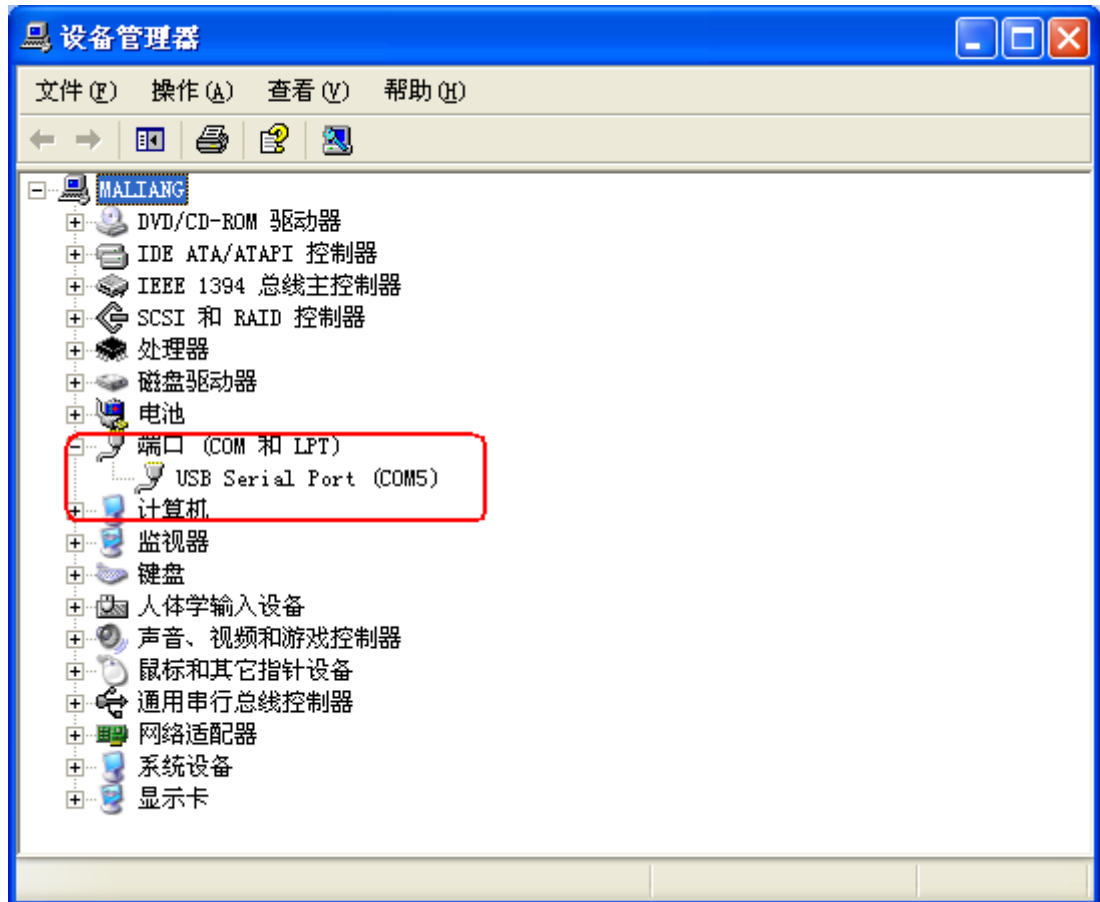 设备管理器
文件(F) 操作(A) 查看(V) 帮助(H)
MALIANG
DVD/CD-ROM 驱动器
IDE ATA/ATAPI 控制器
IEEE 1394 总线主控制器
SCSI 和 RAID 控制器
处理器
磁盘驱动器
电池
端口 (COM 和 LPT)
USB Serial Port (COM5)
计算机
监视器
键盘
人体学输入设备
声音、视频和游戏控制器
鼠标和其它指针设备
通用串行总线控制器
网络适配器
系统设备
显示卡